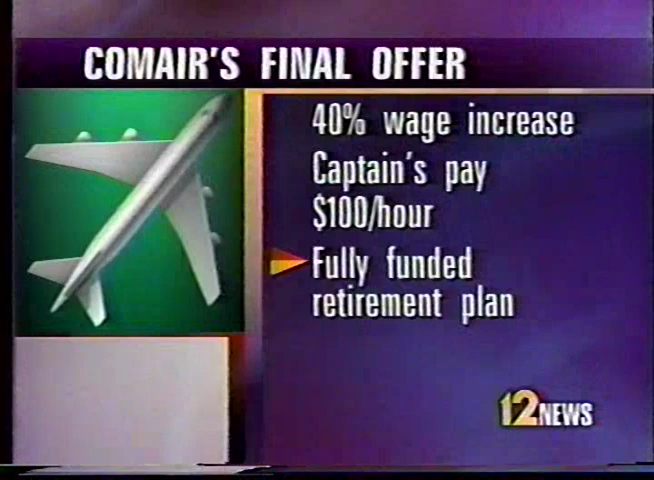 COMAIR'S FINAL OFFER
40% wage increase
Captain's pay
$100/hour
Fully funded
retirement plan
12NEWS